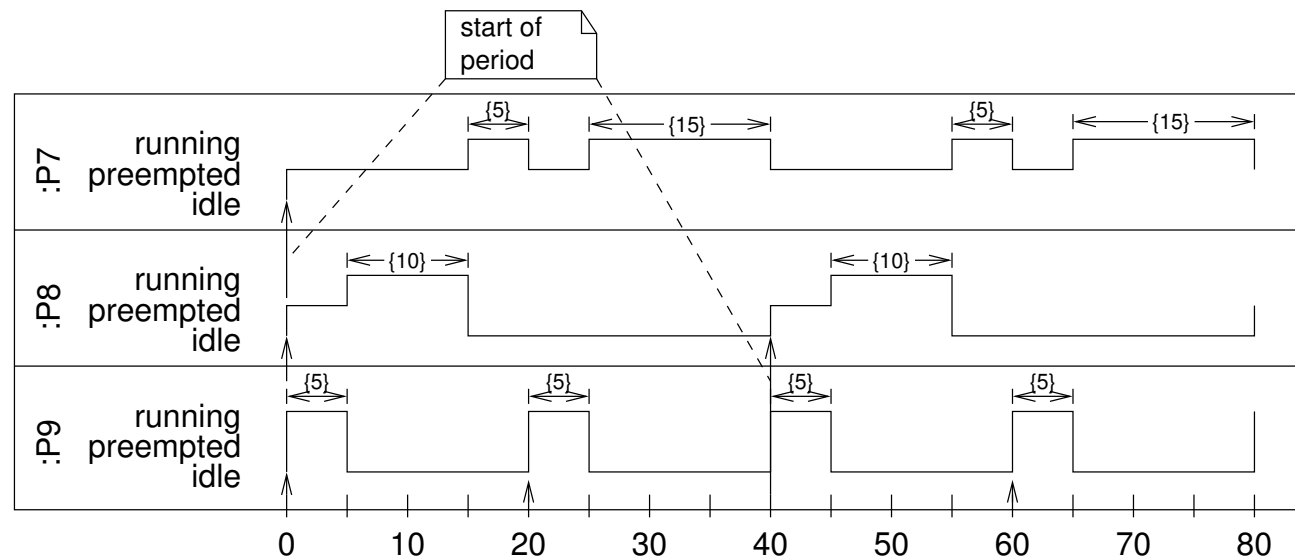 start of
period
:P7
running
preempted
idle
{5}
{15}
{5}
{15}
:P8
running
preempted
idle
{10}
{10}
:P9
running
preempted
idle
{5}
{5}
{5}
{5}
0 10 20 30 40 50 60 70 80